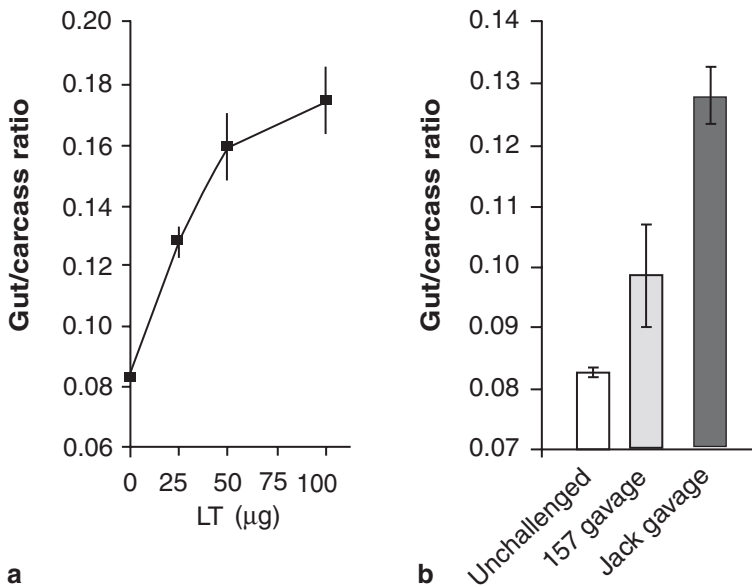 Gut/carcass ratio
0.20
0.18
0.16
0.14
0.12
0.10
0.08
0.06
0 25 50 75 100
LT (μg)
a
Gut/carcass ratio
0.14
0.13
0.12
0.11
0.10
0.09
0.08
0.07
Unchallenged
157 gavage
Jack gavage
b